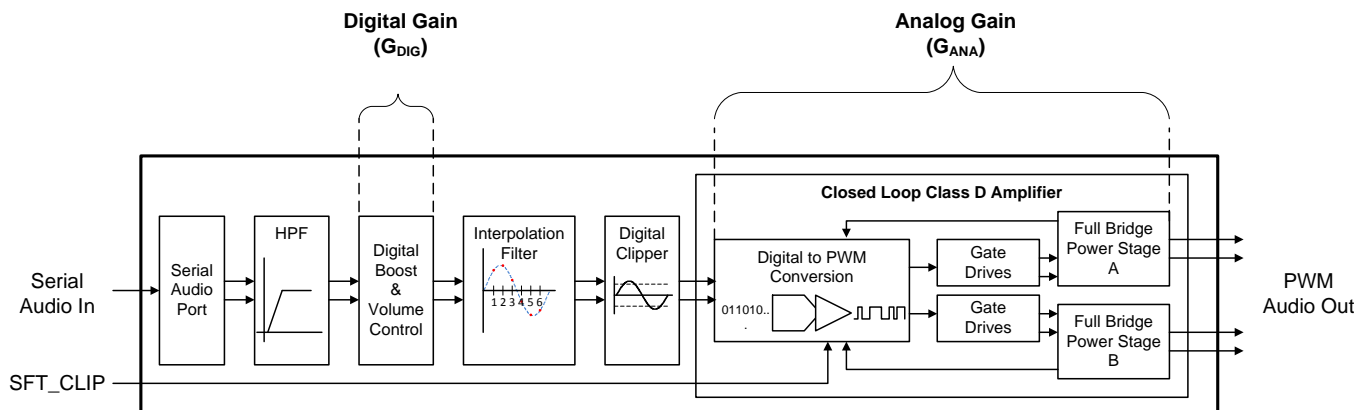 Digital Gain
(GDIG)
Analog Gain
(GANA)
Closed Loop Class D Amplifier
Serial
Audio In
Serial
Audio
Port
HPF
Digital
Boost
&
Volume
Control
Interpolation
Filter
1 2 3 4 5 6
Digital
Clipper
Digital to PWM
Conversion
011010..
.
Gate
Drives
Gate
Drives
Full Bridge
Power Stage
A
Full Bridge
Power Stage
B
PWM
Audio Out
SFT_CLIP